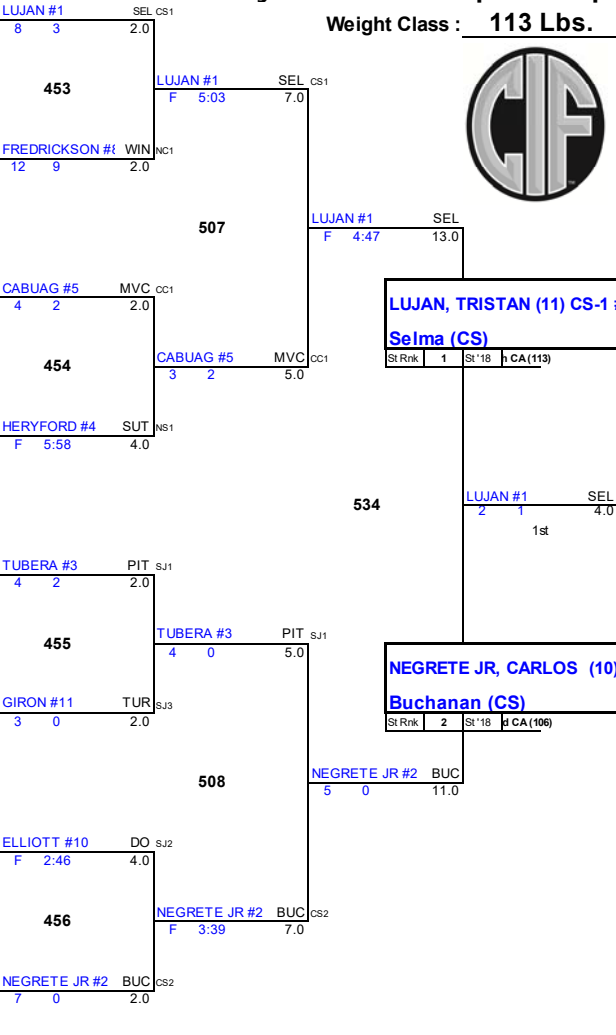 LUJAN #1 SEL CS1
8 3 2.0
Weight Class : 113 Lbs.
CIF
453
LUJAN #1 SEL CS1
F 5:03 7.0
FREDRICKSON #8 WIN NC1
12 9 2.0
507
LUJAN #1 SEL
F 4:47 13.0
CABUAG #5 MVC CC1
4 2 2.0
LUJAN, TRISTAN (11) CS-1 #
Selma (CS)
St Rnk 1 St '18 h CA (113)
454
CABUAG #5 MVC CC1
3 2 5.0
HERYFORD #4 SUT NS1
F 5:58 4.0
534
LUJAN #1 SEL
2 1 4.0
1st
TUBERA #3 PIT SJ1
4 2 2.0
455
TUBERA #3 PIT SJ1
4 0 5.0
NEGRETE JR, CARLOS (10)
Buchanan (CS)
St Rnk 2 St '18 d CA (106)
GIRON #11 TUR SJ3
3 0 2.0
508
NEGRETE JR #2 BUC
5 0 11.0
ELLIOTT #10 DO SJ2
F 2:46 4.0
456
NEGRETE JR #2 BUC CS2
F 3:39 7.0
NEGRETE JR #2 BUC CS2
7 0 2.0